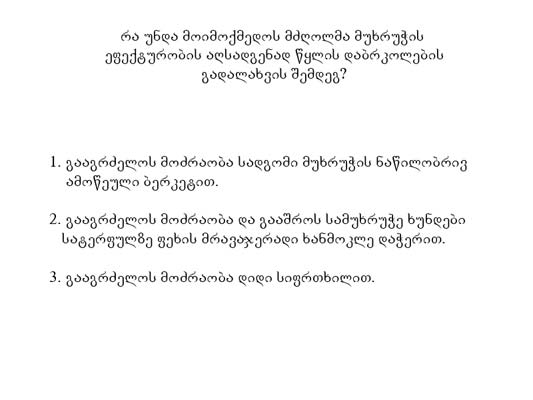 რა უნდა მოიმოქმედოს მძღოლმა მუხრუჭის
ეფექტურობის აღსადგენად წყლის დაბრკოლების
გადალახვის შემდეგ?
1. გააგრძელოს მოძრაობა სადგომი მუხრუჭის ნაწილობრივ
ამოწეული ბერკეტით.
2. გააგრძელოს მოძრაობა და გააშროს სამუხრუჭე ხუნდები
სატერფულზე ფეხის მრავაჯერადი ხანმოკლე დაჭერით.
3. გააგრძელოს მოძრაობა დიდი სიფრთხილით.